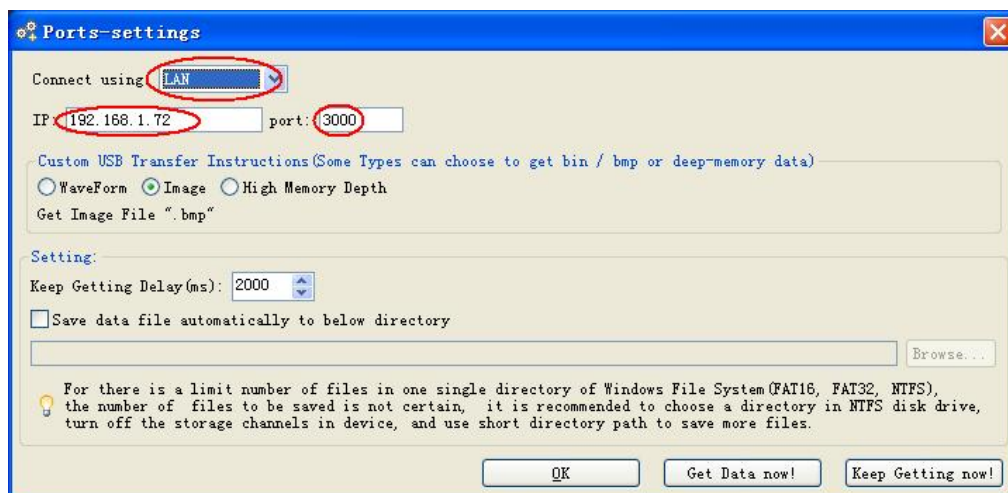 Ports-settings
Connect using: LAN
IP: 192.168.1.72 port: 3000
Custom USB Transfer Instructions(Some Types can choose to get bin / bmp or deep-memory data)
WaveForm Image High Memory Depth
Get Image File ".bmp"
Setting:
Keep Getting Delay(ms): 2000
Save data file automatically to below directory
Browse...
For there is a limit number of files in one single directory of Windows File System(FAT16, FAT32, NTFS),
the number of files to be saved is not certain, it is recommended to choose a directory in NTFS disk drive,
turn off the storage channels in device, and use short directory path to save more files.
OK Get Data now! Keep Getting now!